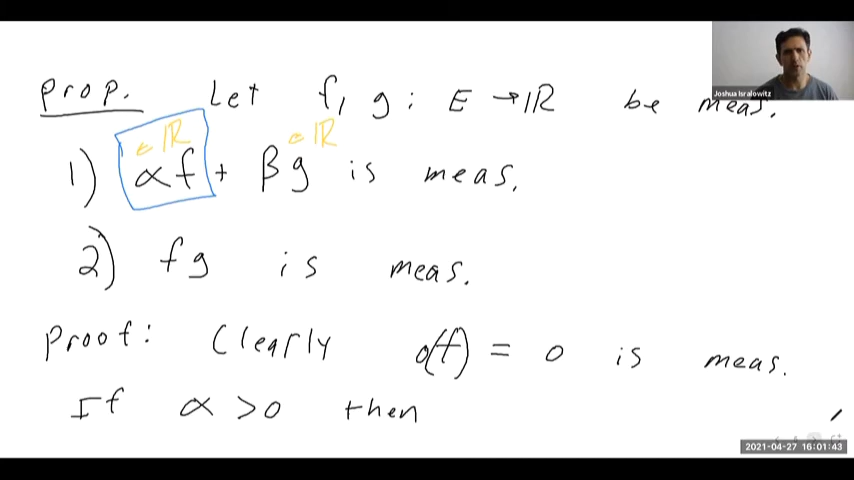 Prop. Let f, g : E → ℝ be meas.
Joshua Isralowitz
∈ ℝ ∈ ℝ
1) αf + βg is meas.
2) fg is meas.
Proof: Clearly 0(f) = 0 is meas.
If α > 0 then
2021-04-27 16:01:43